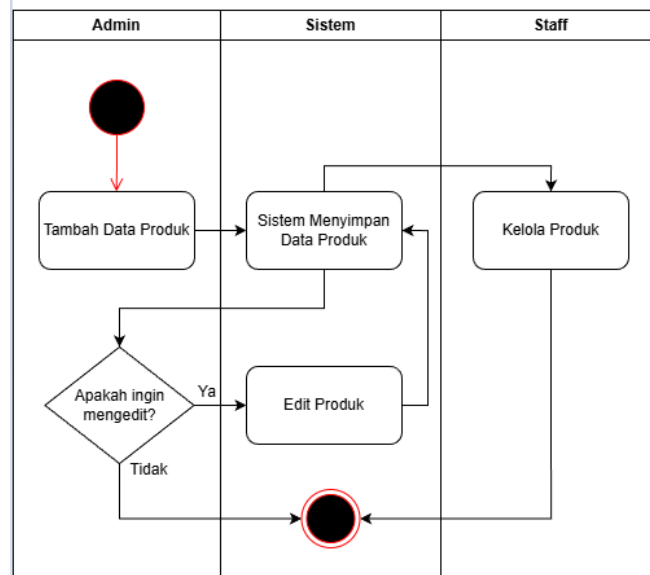 Admin
Sistem
Staff
Tambah Data Produk
Sistem Menyimpan
Data Produk
Kelola Produk
Apakah ingin
mengedit?
Ya
Edit Produk
Tidak